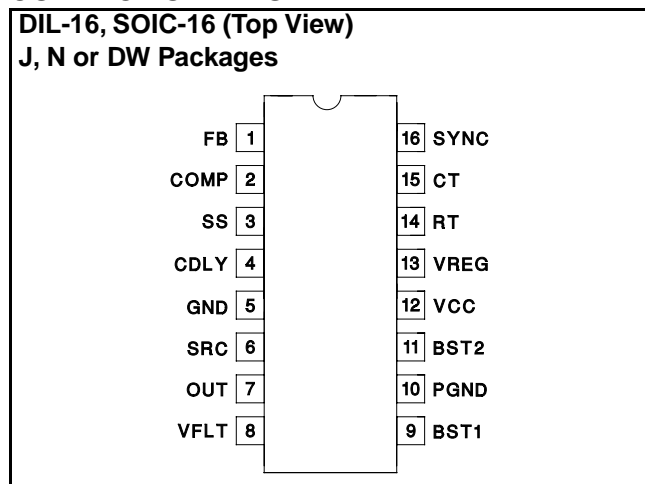 DIL-16, SOIC-16 (Top View)
J, N or DW Packages
FB 1 16 SYNC
COMP 2 15 CT
SS 3 14 RT
CDLY 4 13 VREG
GND 5 12 VCC
SRC 6 11 BST2
OUT 7 10 PGND
VFLT 8 9 BST1